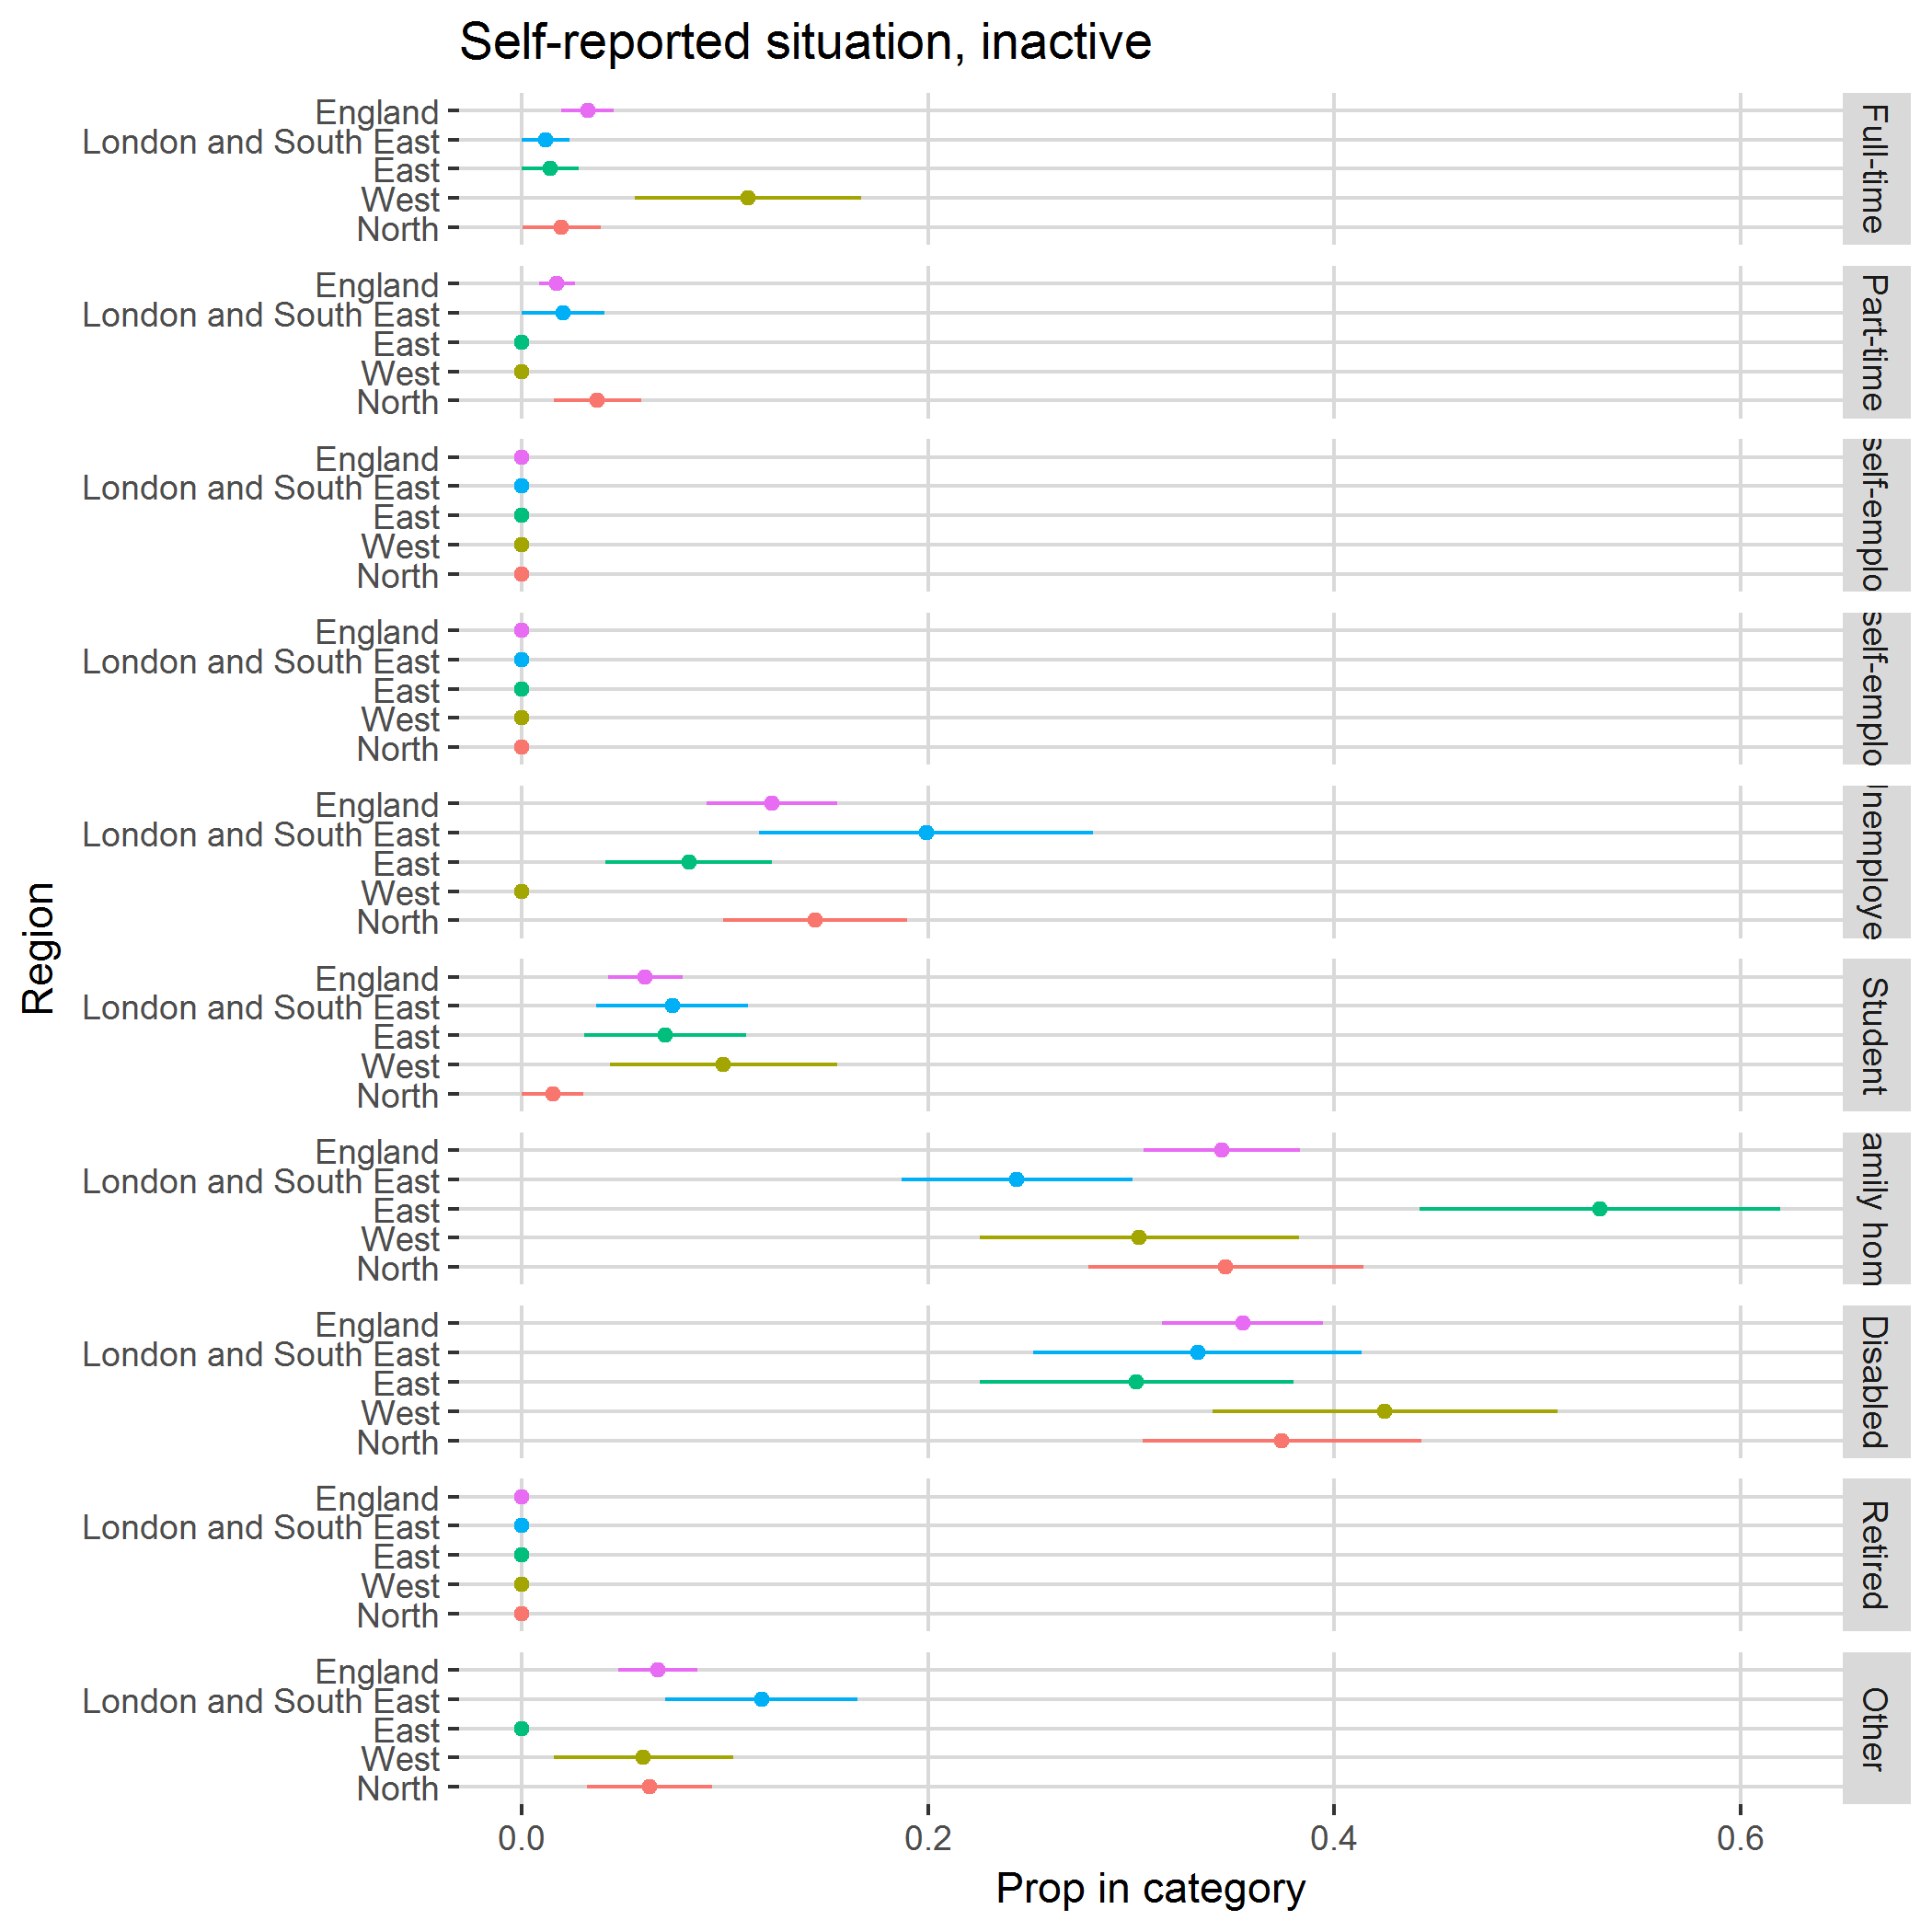 Self-reported situation, inactive
England
London and South East
East
West
North
Full-time
England
London and South East
East
West
North
Part-time
England
London and South East
East
West
North
self-emplo
England
London and South East
East
West
North
self-emplo
England
London and South East
East
West
North
nemploye
England
London and South East
East
West
North
Student
England
London and South East
East
West
North
amily hom
England
London and South East
East
West
North
Disabled
England
London and South East
East
West
North
Retired
England
London and South East
East
West
North
Other
Region
0.0
0.2
0.4
0.6
Prop in category